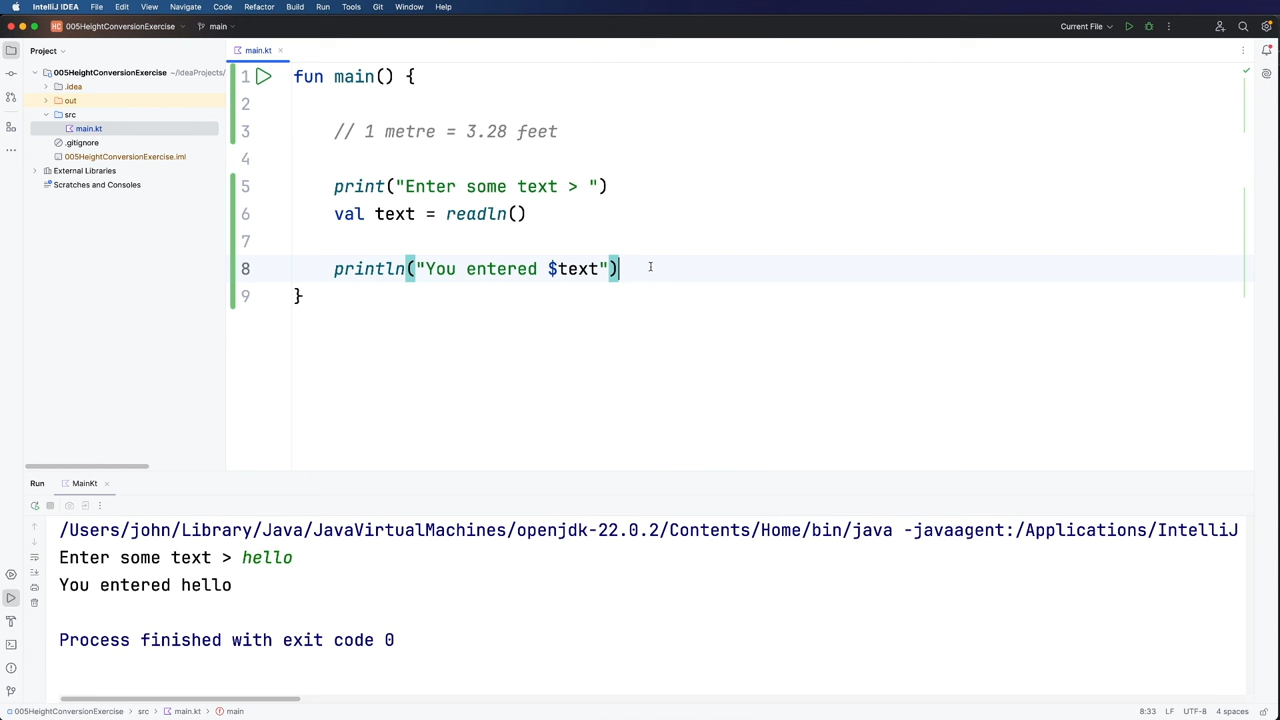 IntelliJ IDEA File Edit View Navigate Code Refactor Build Run Tools Git Window Help
HC 005HeightConversionExercise main Current File
Project main.kt
005HeightConversionExercise ~/IdeaProjects/
.idea
out
src
main.kt
.gitignore
005HeightConversionExercise.iml
External Libraries
Scratches and Consoles
1 fun main() {
2
3 // 1 metre = 3.28 feet
4
5 print("Enter some text > ")
6 val text = readln()
7
8 println("You entered $text")
9 }
Run MainKt
/Users/john/Library/Java/JavaVirtualMachines/openjdk-22.0.2/Contents/Home/bin/java -javaagent:/Applications/IntelliJ
Enter some text > hello
You entered hello
Process finished with exit code 0
005HeightConversionExercise src main.kt main 8:33 LF UTF-8 4 spaces